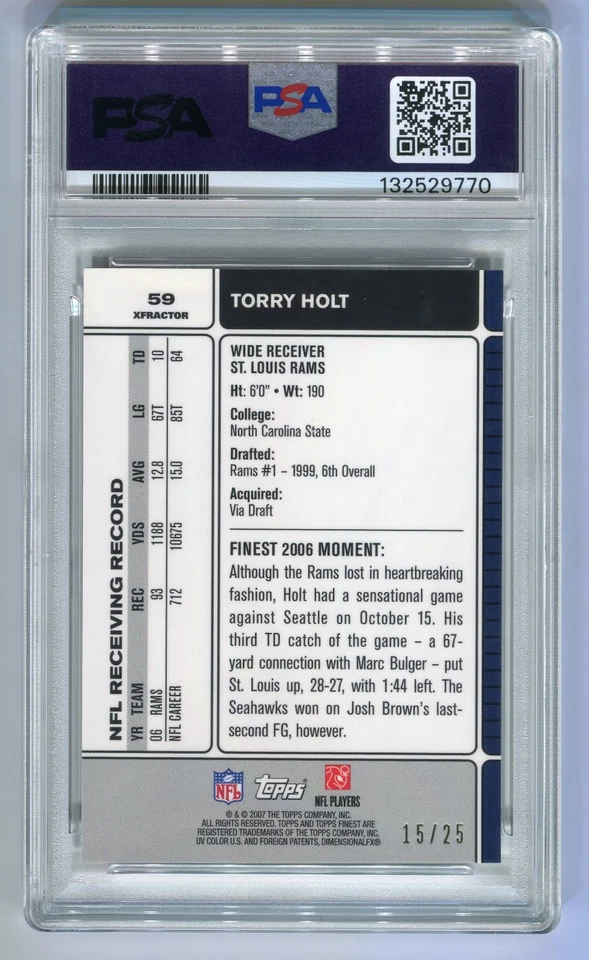 PSA
PSA
132529770
59
XFRACTOR
TORRY HOLT
WIDE RECEIVER
ST. LOUIS RAMS
Ht: 6'0" • Wt: 190
College:
North Carolina State
Drafted:
Rams #1 – 1999, 6th Overall
Acquired:
Via Draft
FINEST 2006 MOMENT:
Although the Rams lost in heartbreaking
fashion, Holt had a sensational game
against Seattle on October 15. His
third TD catch of the game – a 67-
yard connection with Marc Bulger – put
St. Louis up, 28-27, with 1:44 left. The
Seahawks won on Josh Brown's last-
second FG, however.
NFL RECEIVING RECORD
YR TEAM REC YDS AVG LG TD
06 RAMS 93 1188 12.8 67T 10
NFL CAREER 712 10675 15.0 85T 64
NFL
Topps
NFL PLAYERS
® & © 2007 THE TOPPS COMPANY, INC.
ALL RIGHTS RESERVED. TOPPS AND TOPPS FINEST ARE
REGISTERED TRADEMARKS OF THE TOPPS COMPANY, INC.
UV COLOR U.S. AND FOREIGN PATENTS, DIMENSIONALFX®
15/25